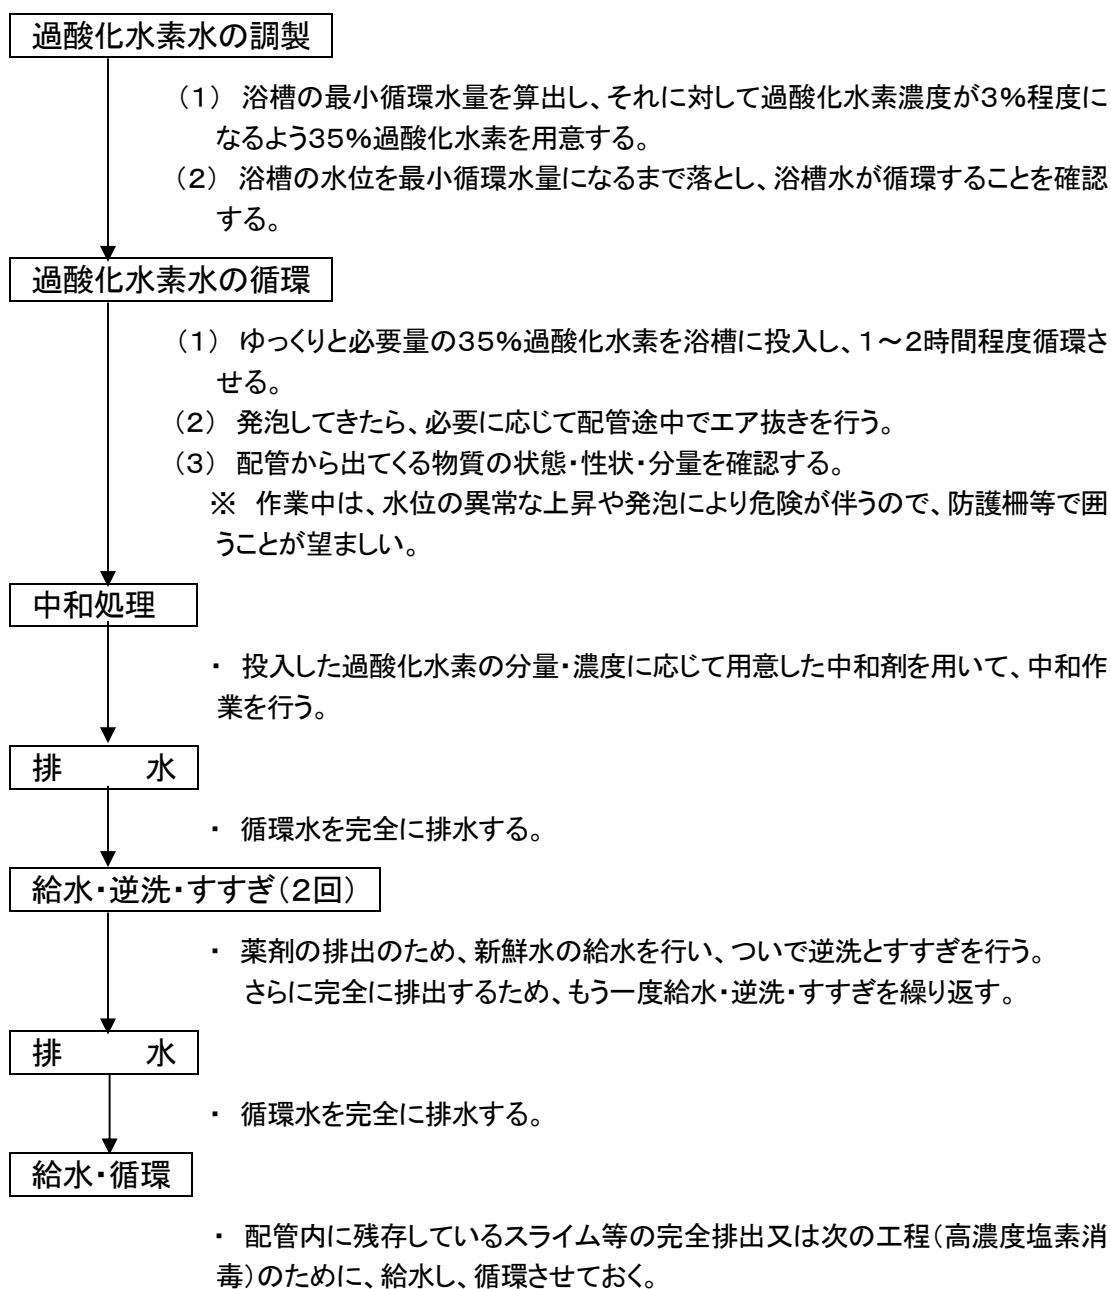 過酸化水素水の調製
（１）　浴槽の最小循環水量を算出し、それに対して過酸化水素濃度が３％程度に
なるよう３５％過酸化水素を用意する。
（２）　浴槽の水位を最小循環水量になるまで落とし、浴槽水が循環することを確認
する。
過酸化水素水の循環
（１）　ゆっくりと必要量の３５％過酸化水素を浴槽に投入し、１～２時間程度循環さ
せる。
（２）　発泡してきたら、必要に応じて配管途中でエア抜きを行う。
（３）　配管から出てくる物質の状態・性状・分量を確認する。
※　作業中は、水位の異常な上昇や発泡により危険が伴うので、防護柵等で囲
うことが望ましい。
中和処理
・　投入した過酸化水素の分量・濃度に応じて用意した中和剤を用いて、中和作
業を行う。
排　　　水
・　循環水を完全に排水する。
給水・逆洗・すすぎ（２回）
・　薬剤の排出のため、新鮮水の給水を行い、ついで逆洗とすすぎを行う。
さらに完全に排出するため、もう一度給水・逆洗・すすぎを繰り返す。
排　　　水
・　循環水を完全に排水する。
給水・循環
・　配管内に残存しているスライム等の完全排出又は次の工程（高濃度塩素消
毒）のために、給水し、循環させておく。